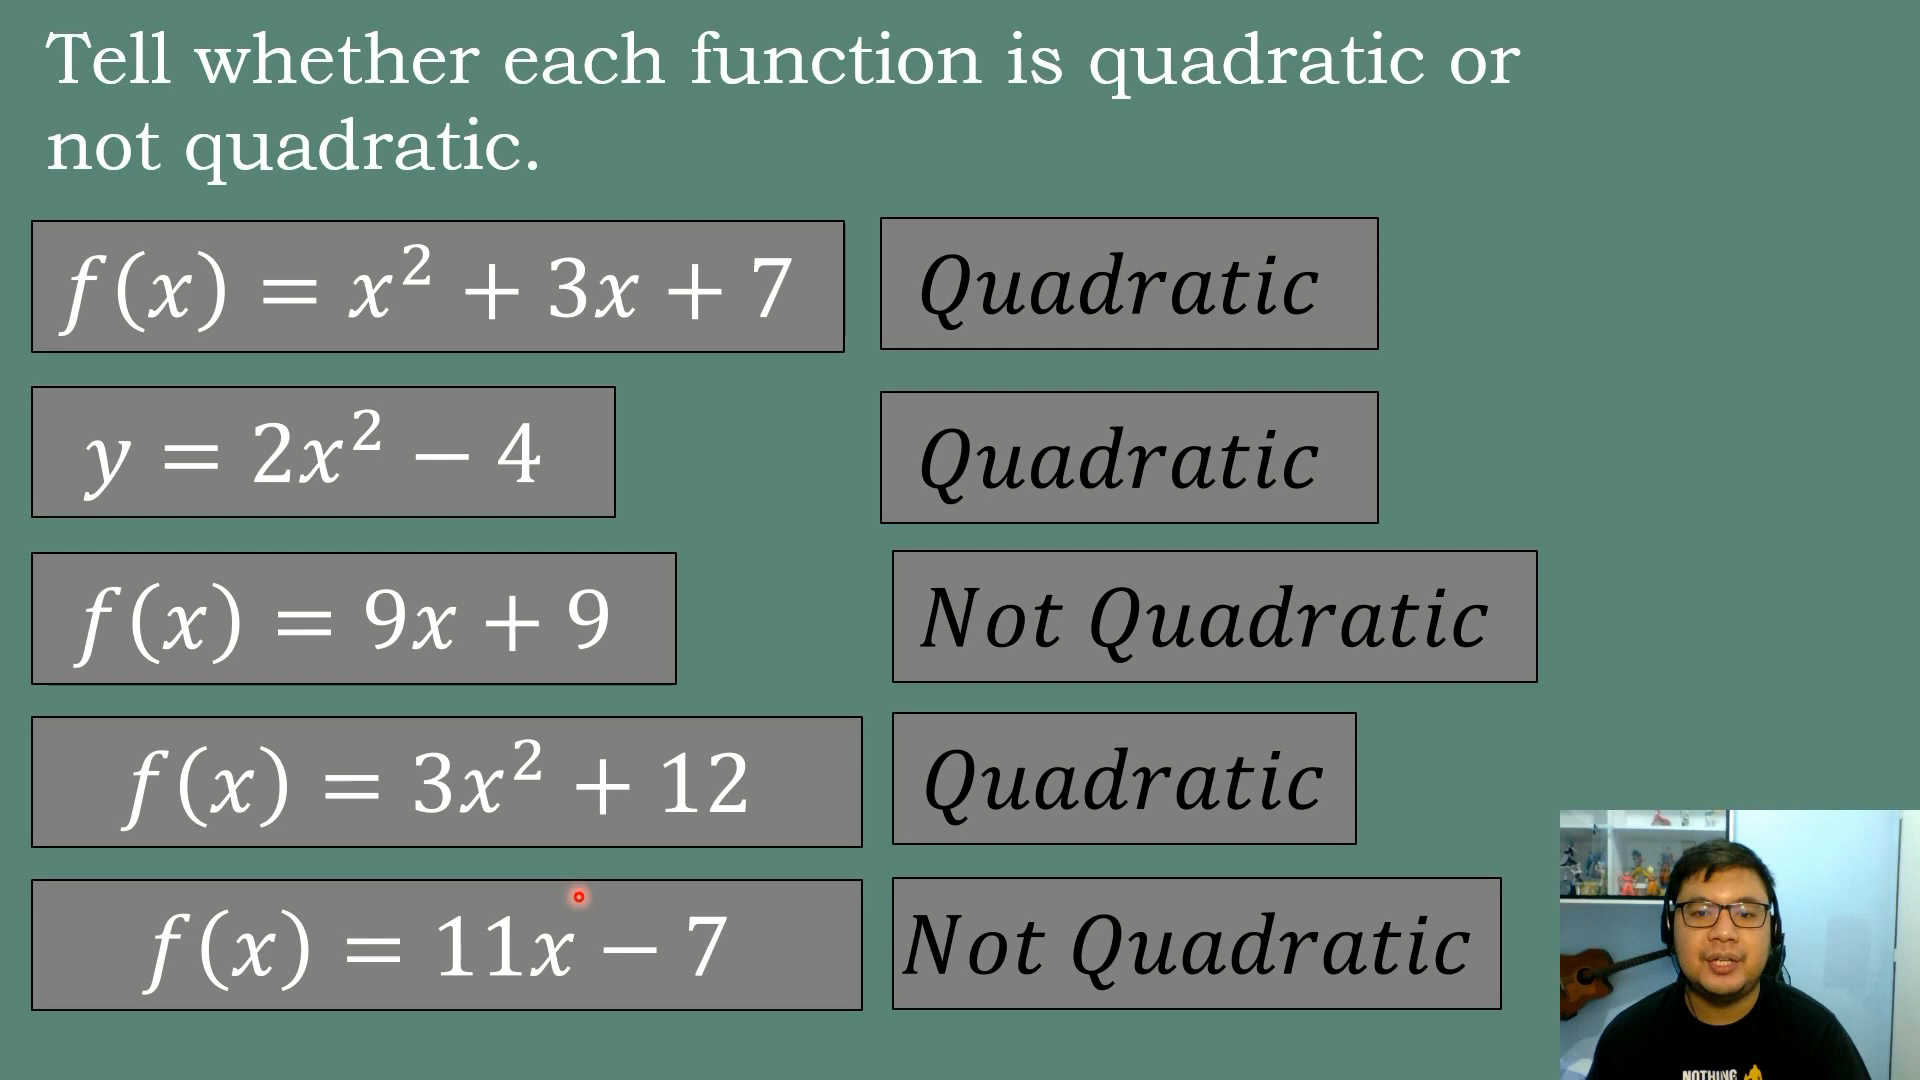 Tell whether each function is quadratic or
not quadratic.
f(x) = x² + 3x + 7 Quadratic
y = 2x² − 4 Quadratic
f(x) = 9x + 9 Not Quadratic
f(x) = 3x² + 12 Quadratic
f(x) = 11x − 7 Not Quadratic
NOTHING